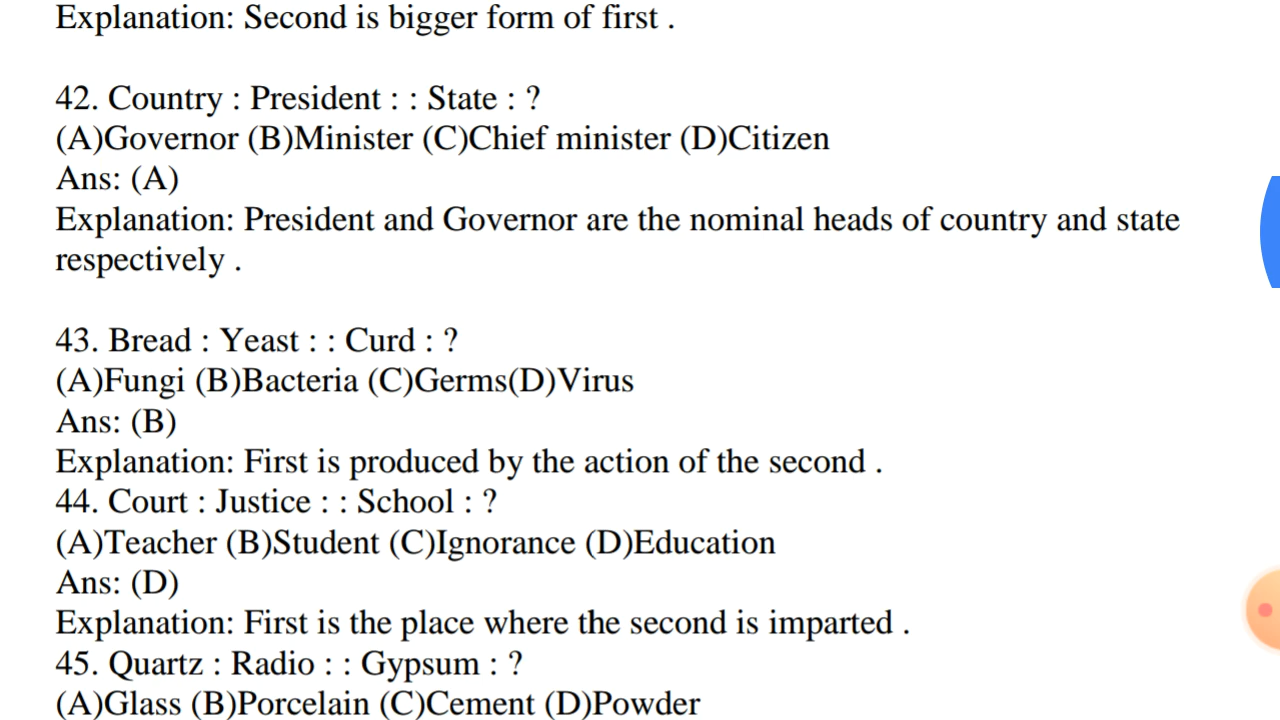 Explanation: Second is bigger form of first .
42. Country : President : : State : ?
(A)Governor (B)Minister (C)Chief minister (D)Citizen
Ans: (A)
Explanation: President and Governor are the nominal heads of country and state
respectively .
43. Bread : Yeast : : Curd : ?
(A)Fungi (B)Bacteria (C)Germs(D)Virus
Ans: (B)
Explanation: First is produced by the action of the second .
44. Court : Justice : : School : ?
(A)Teacher (B)Student (C)Ignorance (D)Education
Ans: (D)
Explanation: First is the place where the second is imparted .
45. Quartz : Radio : : Gypsum : ?
(A)Glass (B)Porcelain (C)Cement (D)Powder